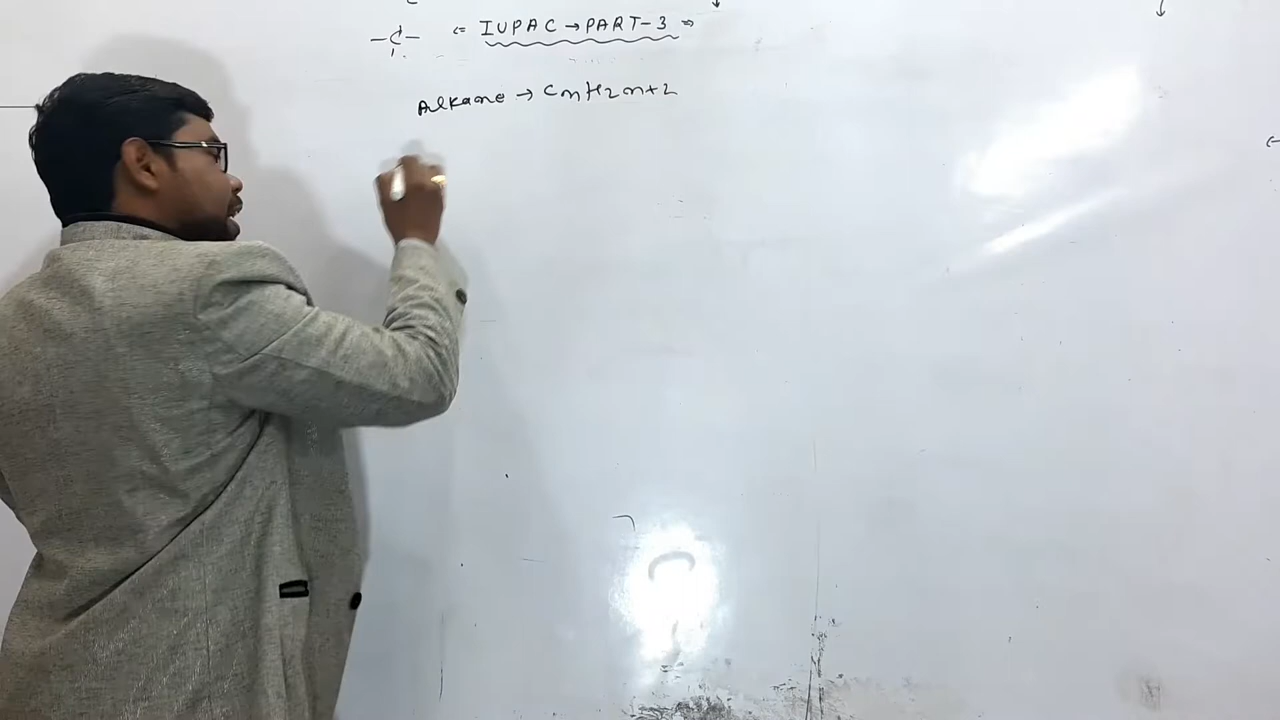 -C- ⇐ IUPAC → PART-3 ⇒
Alkane → CnH2n+2